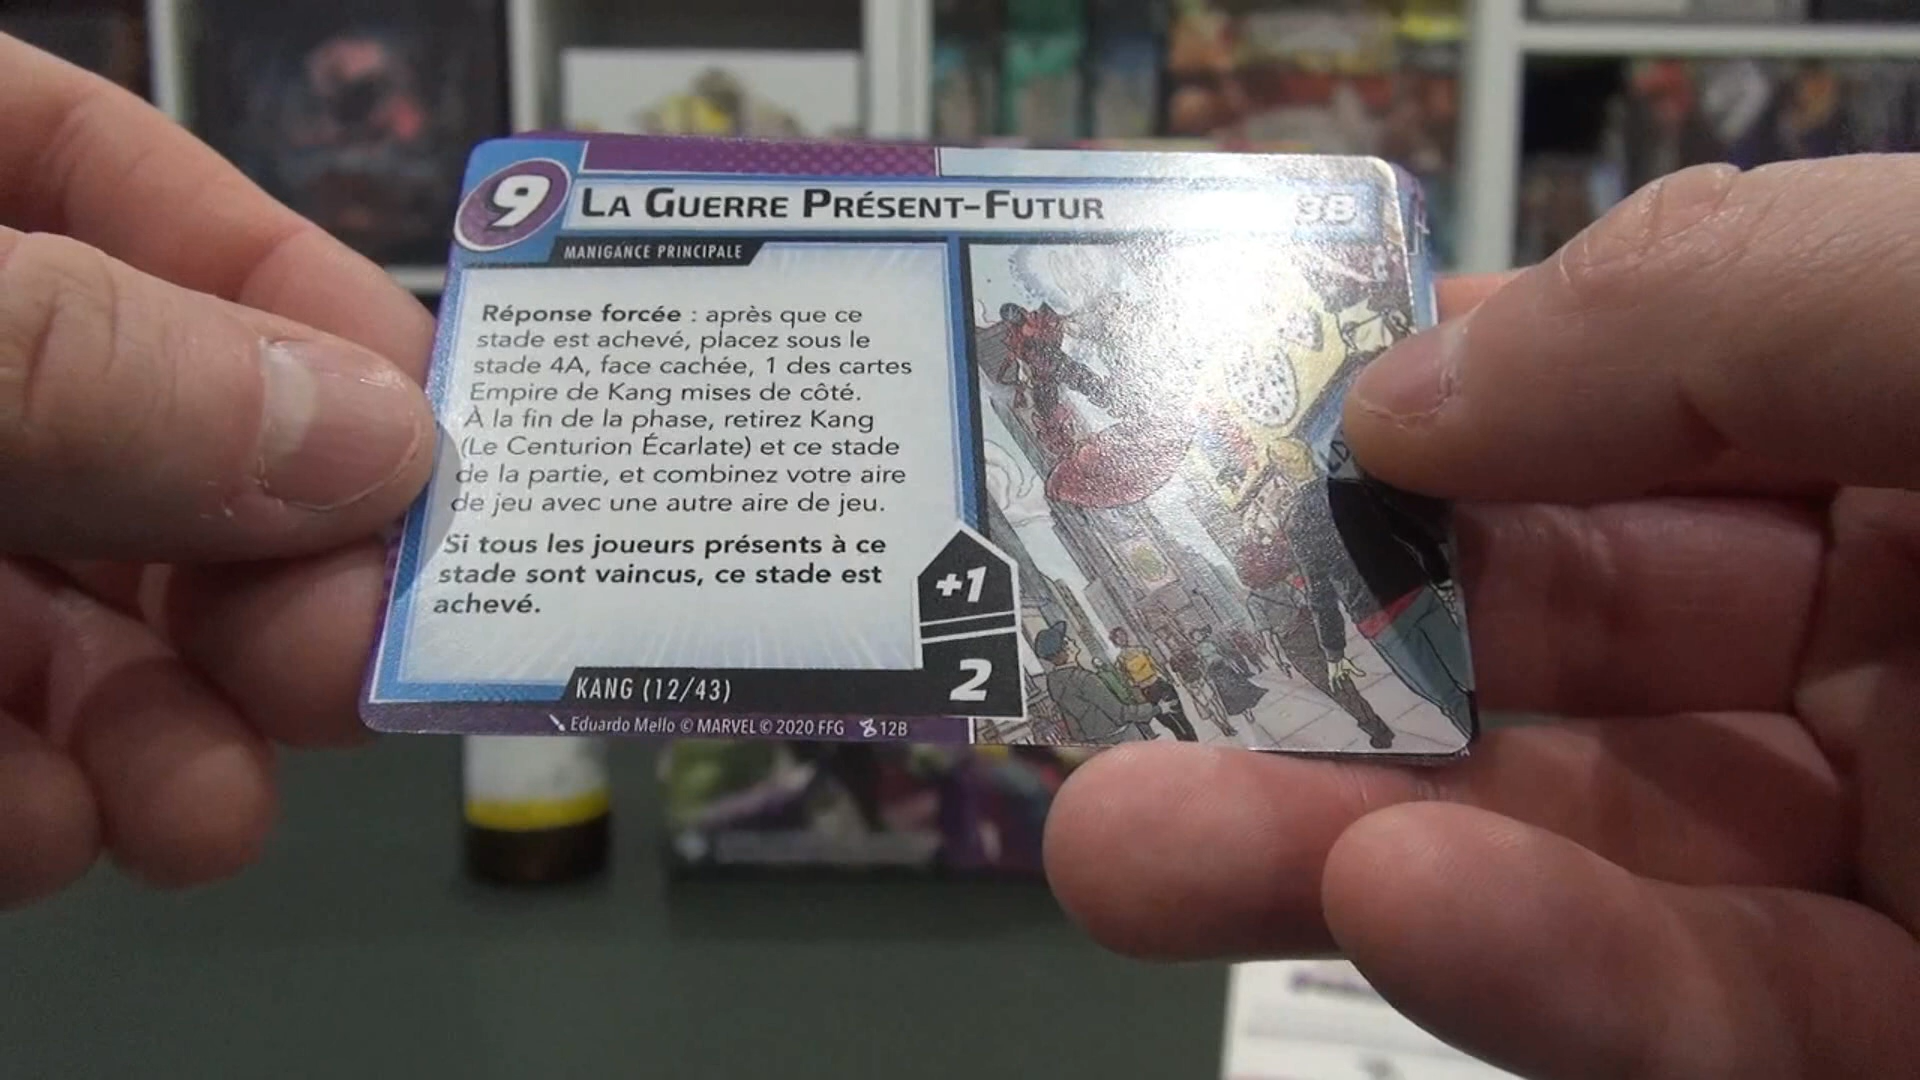 9 LA GUERRE PRÉSENT-FUTUR 3B
MANIGANCE PRINCIPALE
Réponse forcée : après que ce
stade est achevé, placez sous le
stade 4A, face cachée, 1 des cartes
Empire de Kang mises de côté.
À la fin de la phase, retirez Kang
(Le Centurion Écarlate) et ce stade
de la partie, et combinez votre aire
de jeu avec une autre aire de jeu.
Si tous les joueurs présents à ce
stade sont vaincus, ce stade est
achevé.
+1
2
KANG (12/43)
Eduardo Mello © MARVEL © 2020 FFG 12B